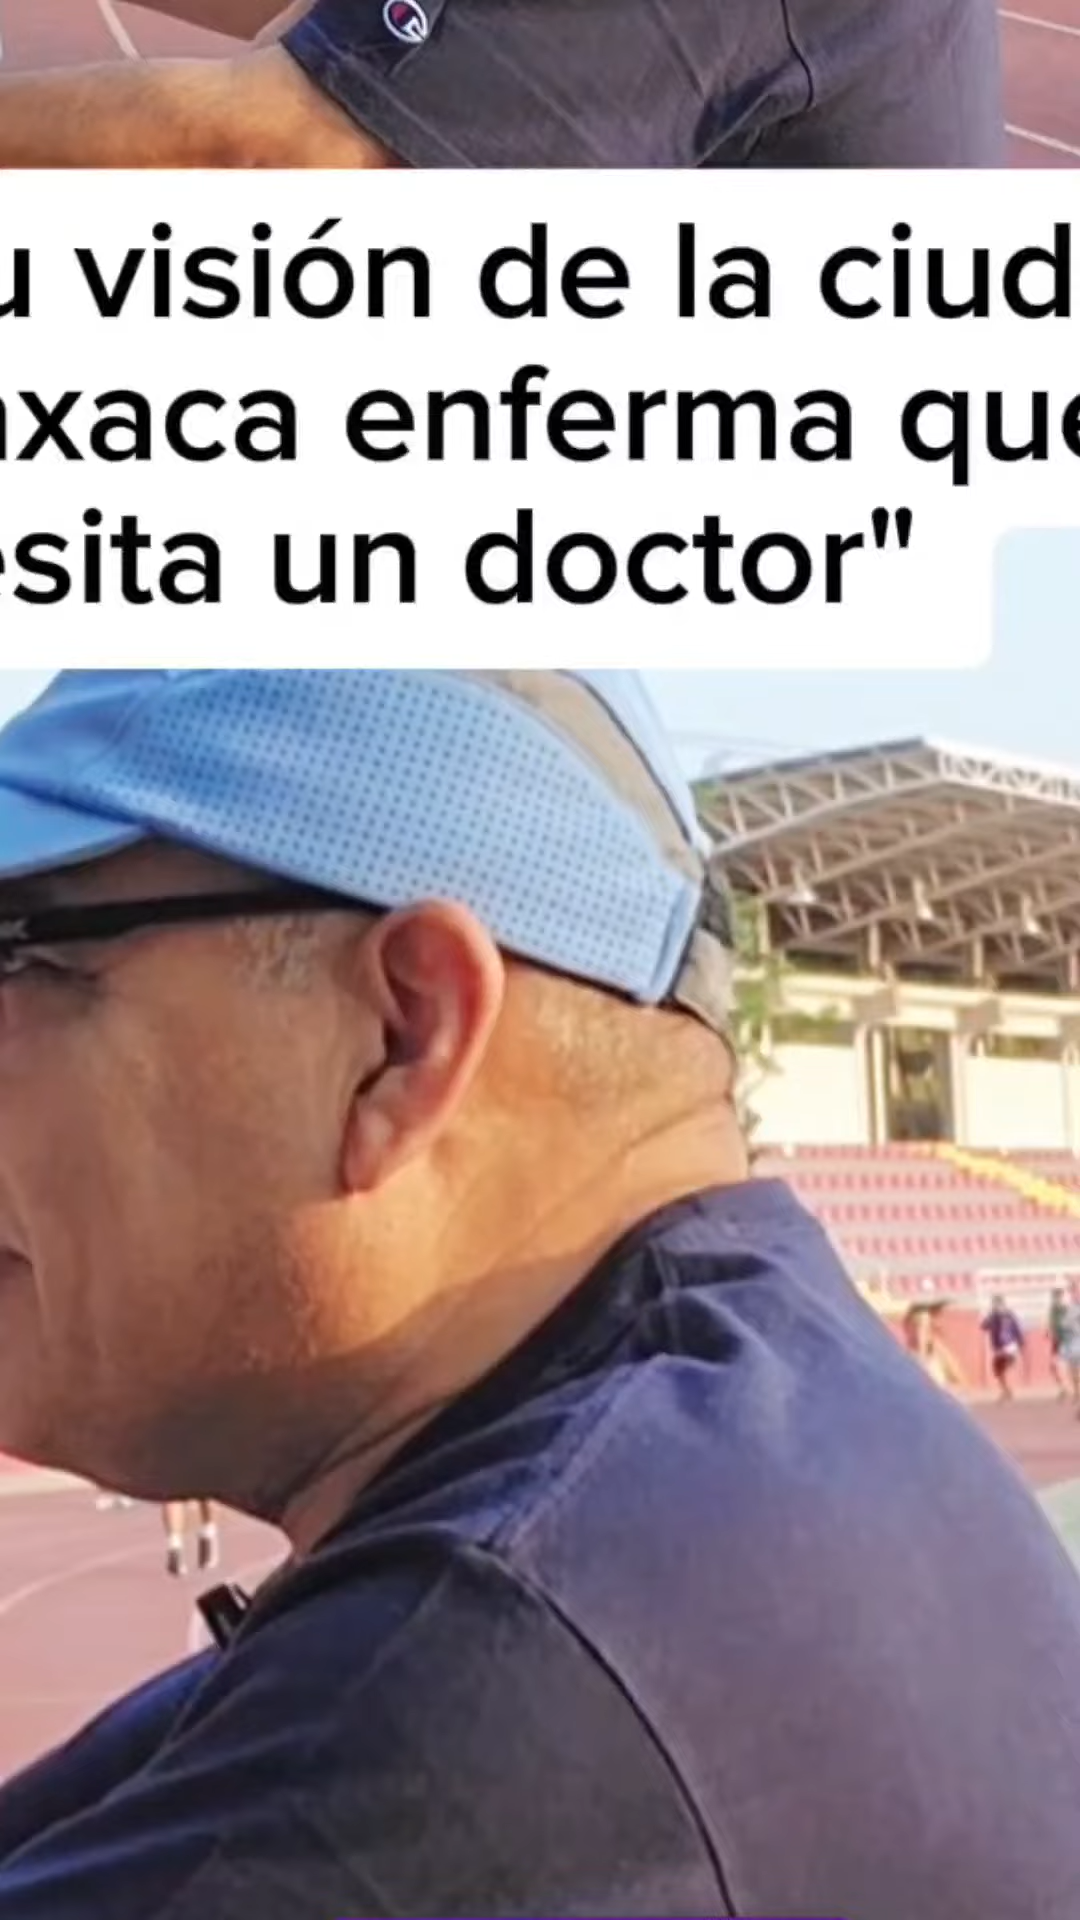 u visión de la ciud
axaca enferma que
esita un doctor"